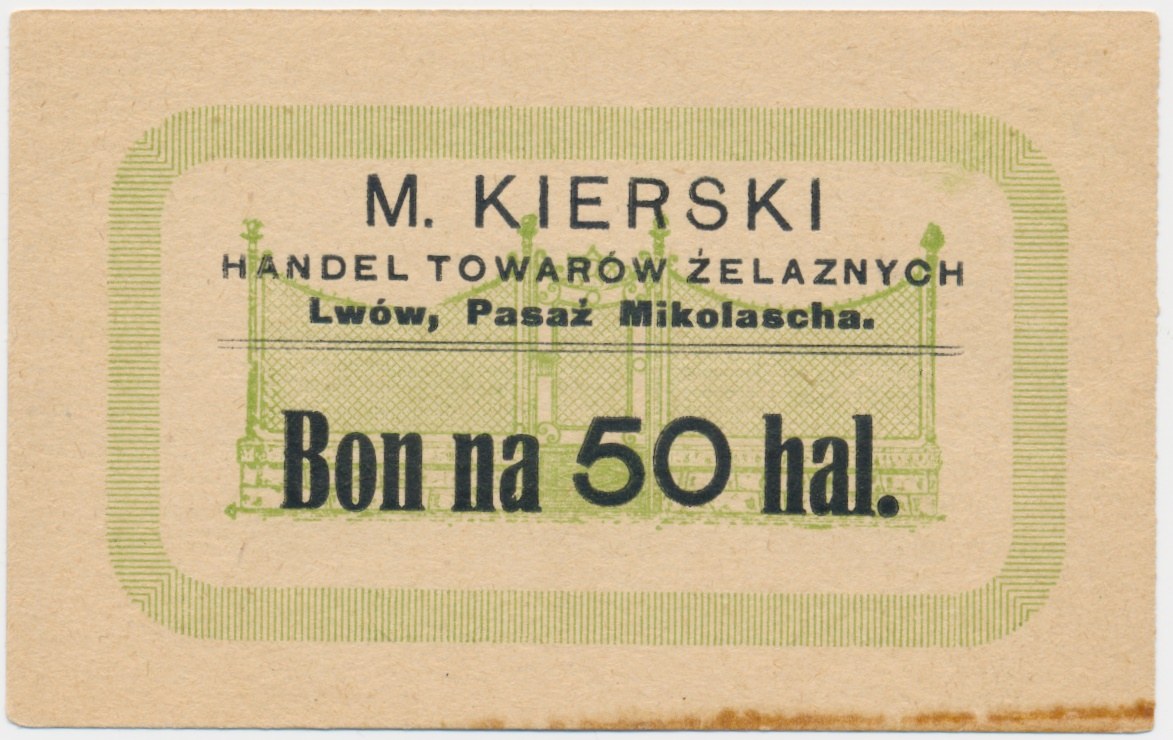 M. KIERSKI
HANDEL TOWARÓW ŻELAZNYCH
Lwów, Pasaż Mikolascha.
Bon na 50 hal.